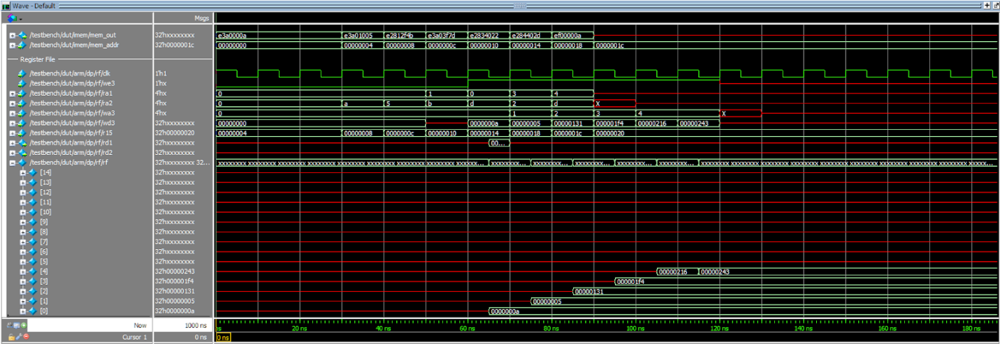 Wave - Default
Msgs
/testbench/dut/imem/mem_out 32'hxxxxxxxx e3a0000a e3a01005 e2812f4b e3a03f7d e2834022 e284402d ef00000a
/testbench/dut/imem/mem_addr 32'h0000001c 00000000 00000004 00000008 0000000c 00000010 00000014 00000018 0000001c
Register File
/testbench/dut/arm/dp/rf/clk 1'h1
/testbench/dut/arm/dp/rf/we3 1'hx
/testbench/dut/arm/dp/rf/ra1 4'hx 0 1 0 3 4
/testbench/dut/arm/dp/rf/ra2 4'hx 0 a 5 b d 2 d X
/testbench/dut/arm/dp/rf/wa3 4'hx 0 1 2 3 4 X
/testbench/dut/arm/dp/rf/wd3 32'hxxxxxxxx 00000000 0000000a 00000005 00000131 000001f4 00000216 00000243
/testbench/dut/arm/dp/rf/r15 32'h00000020 00000004 00000008 0000000c 00000010 00000014 00000018 0000001c 00000020
/testbench/dut/arm/dp/rf/rd1 32'hxxxxxxxx 00...
/testbench/dut/arm/dp/rf/rd2 32'hxxxxxxxx
/testbench/dut/arm/dp/rf/rf 32'hxxxxxxxx 32... xxxxxxxx xxxxxxxx xxxxxxxx xxxxxxxx xxxxxxxx xxxxxxxx xxxxxxxx xx... xxxxxxxx... xxxxxxxx... xxxxxxxx... xxxxxxxx... xxxxxxxx... xxxxxxxx xxxxxxxx xxxxxxxx xxxxxxxx xxxxxxxx xxxxxxxx xxxxxxxx xxxxxxxx xxxxxxxx xxxxx...
[14] 32'hxxxxxxxx
[13] 32'hxxxxxxxx
[12] 32'hxxxxxxxx
[11] 32'hxxxxxxxx
[10] 32'hxxxxxxxx
[9] 32'hxxxxxxxx
[8] 32'hxxxxxxxx
[7] 32'hxxxxxxxx
[6] 32'hxxxxxxxx
[5] 32'hxxxxxxxx
[4] 32'h00000243 00000216 00000243
[3] 32'h000001f4 000001f4
[2] 32'h00000131 00000131
[1] 32'h00000005 00000005
[0] 32'h0000000a 0000000a
Now 1000 ns ns 20 ns 40 ns 60 ns 80 ns 100 ns 120 ns 140 ns 160 ns 180 ns
Cursor 1 0 ns 0 ns